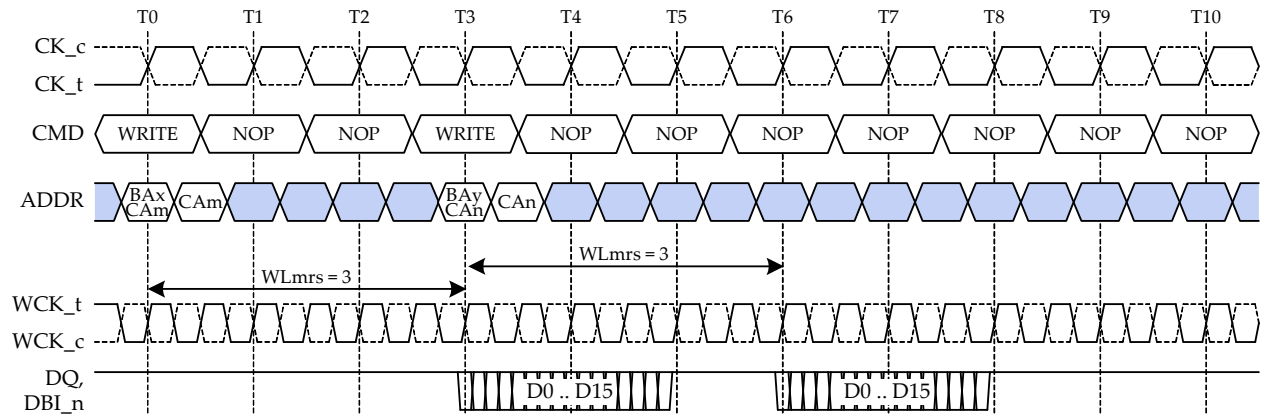 T0 T1 T2 T3 T4 T5 T6 T7 T8 T9 T10
CK_c
CK_t
CMD WRITE NOP NOP WRITE NOP NOP NOP NOP NOP NOP NOP
ADDR BAx CAm CAm BAy CAn CAn
WLmrs = 3
WLmrs = 3
WCK_t
WCK_c
DQ,
D0 .. D15 D0 .. D15
DBI_n